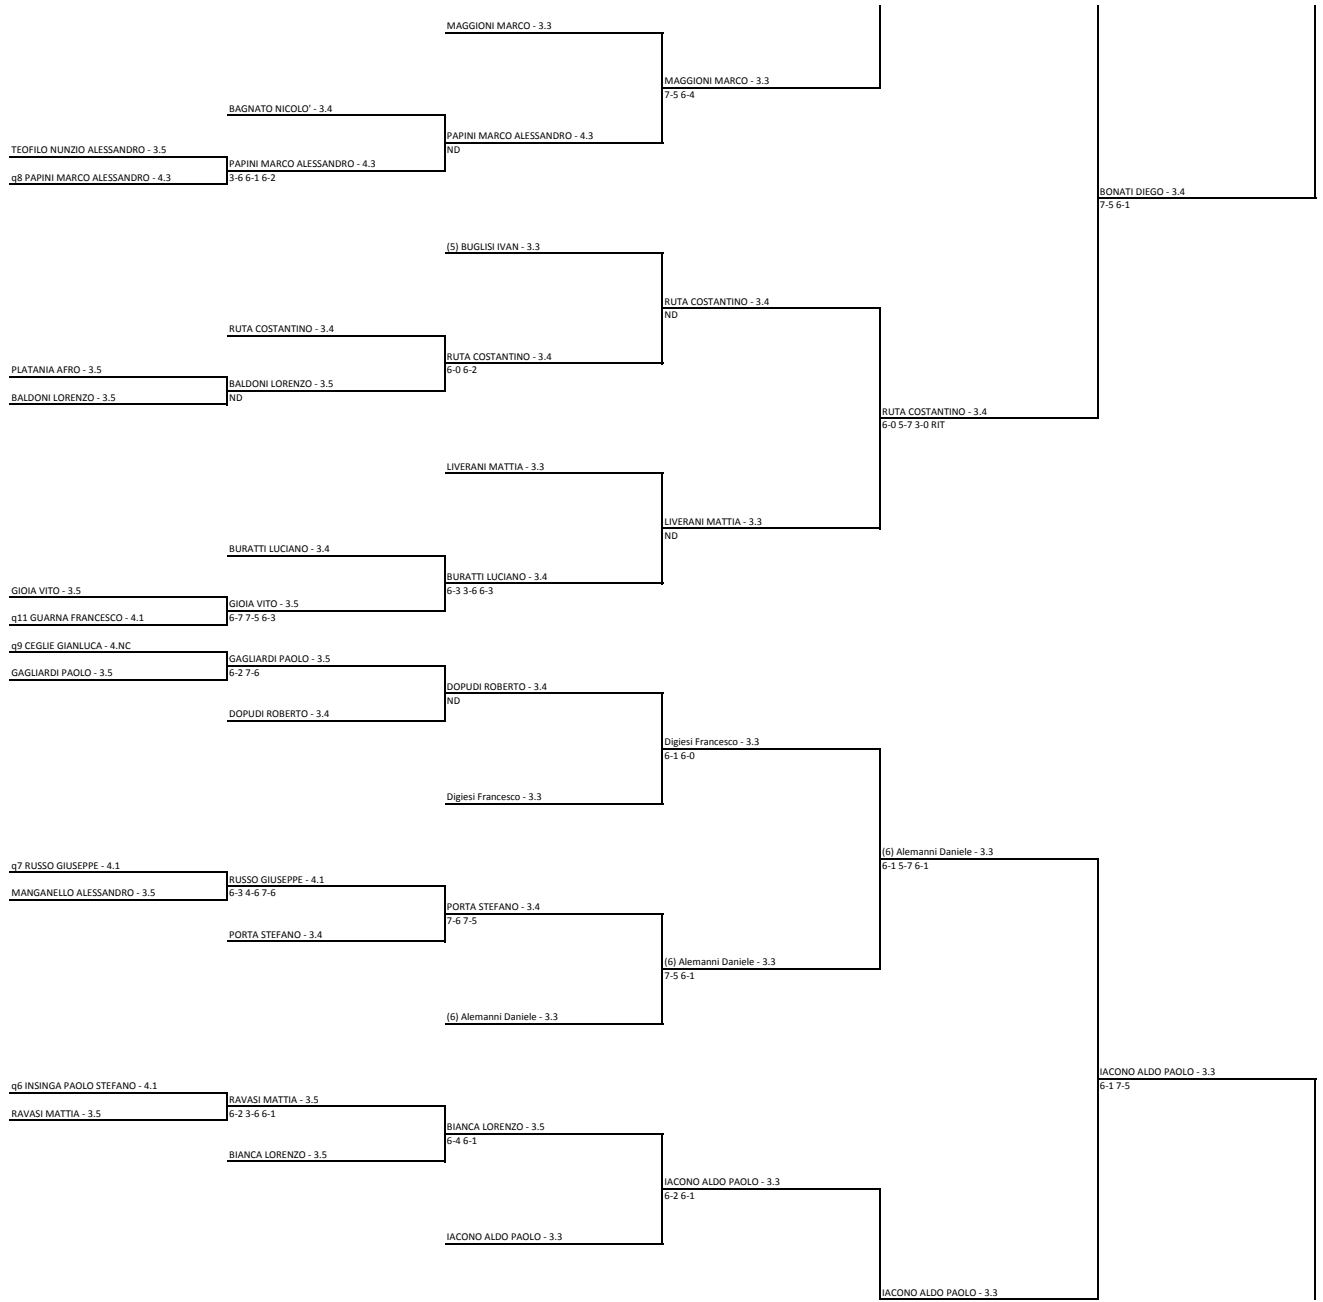 MAGGIONI MARCO - 3.3
MAGGIONI MARCO - 3.3
7-5 6-4
BAGNATO NICOLO' - 3.4
PAPINI MARCO ALESSANDRO - 4.3
ND
TEOFILO NUNZIO ALESSANDRO - 3.5
PAPINI MARCO ALESSANDRO - 4.3
3-6 6-1 6-2
q8 PAPINI MARCO ALESSANDRO - 4.3
BONATI DIEGO - 3.4
7-5 6-1
(5) BUGLISI IVAN - 3.3
RUTA COSTANTINO - 3.4
ND
RUTA COSTANTINO - 3.4
RUTA COSTANTINO - 3.4
6-0 6-2
PLATANIA AFRO - 3.5
BALDONI LORENZO - 3.5
ND
BALDONI LORENZO - 3.5
RUTA COSTANTINO - 3.4
6-0 5-7 3-0 RIT
LIVERANI MATTIA - 3.3
LIVERANI MATTIA - 3.3
ND
BURATTI LUCIANO - 3.4
BURATTI LUCIANO - 3.4
6-3 3-6 6-3
GIOIA VITO - 3.5
GIOIA VITO - 3.5
6-7 7-5 6-3
q11 GUARNA FRANCESCO - 4.1
q9 CEGLIE GIANLUCA - 4.NC
GAGLIARDI PAOLO - 3.5
6-2 7-6
GAGLIARDI PAOLO - 3.5
DOPUDI ROBERTO - 3.4
ND
DOPUDI ROBERTO - 3.4
Digiesi Francesco - 3.3
6-1 6-0
Digiesi Francesco - 3.3
(6) Alemanni Daniele - 3.3
6-1 5-7 6-1
q7 RUSSO GIUSEPPE - 4.1
RUSSO GIUSEPPE - 4.1
6-3 4-6 7-6
MANGANELLO ALESSANDRO - 3.5
PORTA STEFANO - 3.4
7-6 7-5
PORTA STEFANO - 3.4
(6) Alemanni Daniele - 3.3
7-5 6-1
(6) Alemanni Daniele - 3.3
IACONO ALDO PAOLO - 3.3
6-1 7-5
q6 INSINGA PAOLO STEFANO - 4.1
RAVASI MATTIA - 3.5
6-2 3-6 6-1
RAVASI MATTIA - 3.5
BIANCA LORENZO - 3.5
6-4 6-1
BIANCA LORENZO - 3.5
IACONO ALDO PAOLO - 3.3
6-2 6-1
IACONO ALDO PAOLO - 3.3
IACONO ALDO PAOLO - 3.3